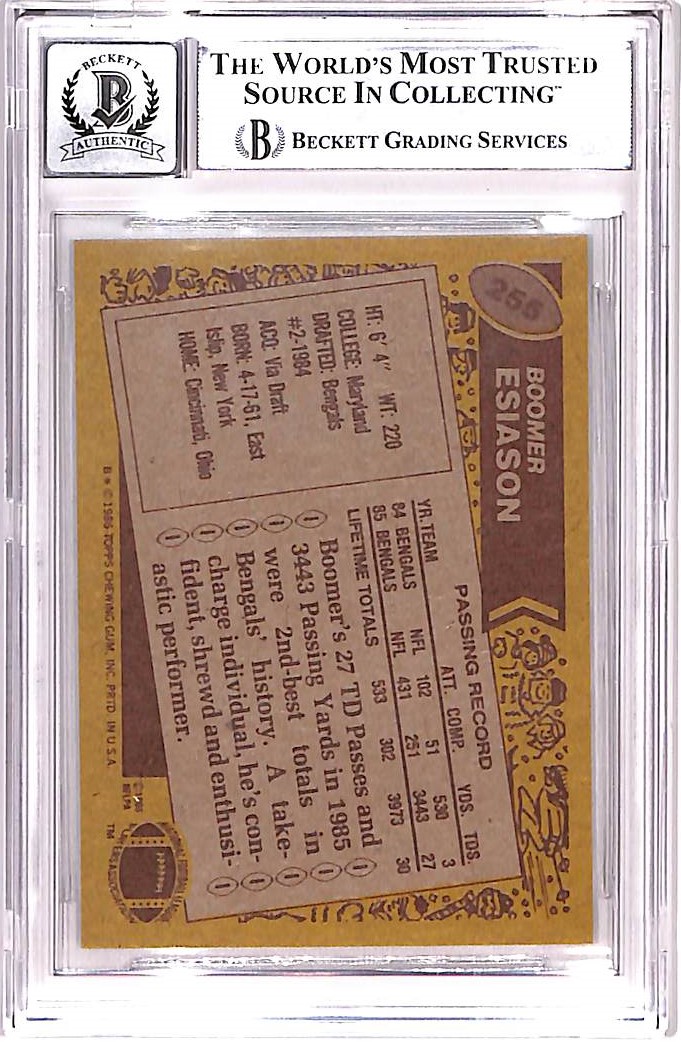 BECKETT
B
AUTHENTIC
THE WORLD'S MOST TRUSTED
SOURCE IN COLLECTING™
B BECKETT GRADING SERVICES
255
BOOMER
ESIASON
HT: 6' 4" WT: 220
COLLEGE: Maryland
DRAFTED: Bengals
#2-1984
ACQ: Via Draft
BORN: 4-17-61, East
Islip, New York
HOME: Cincinnati, Ohio
PASSING RECORD
YR. TEAM ATT. COMP. YDS. TDS.
84 BENGALS NFL 102 51 530 3
85 BENGALS NFL 431 251 3443 27
LIFETIME TOTALS 533 302 3973 30
Boomer's 27 TD Passes and
3443 Passing Yards in 1985
were 2nd-best totals in
Bengals' history. A take-
charge individual, he's con-
fident, shrewd and enthusi-
astic performer.
B * © 1986 TOPPS CHEWING GUM, INC. PRTD. IN U.S.A.
© 1986
NFLPA
TM